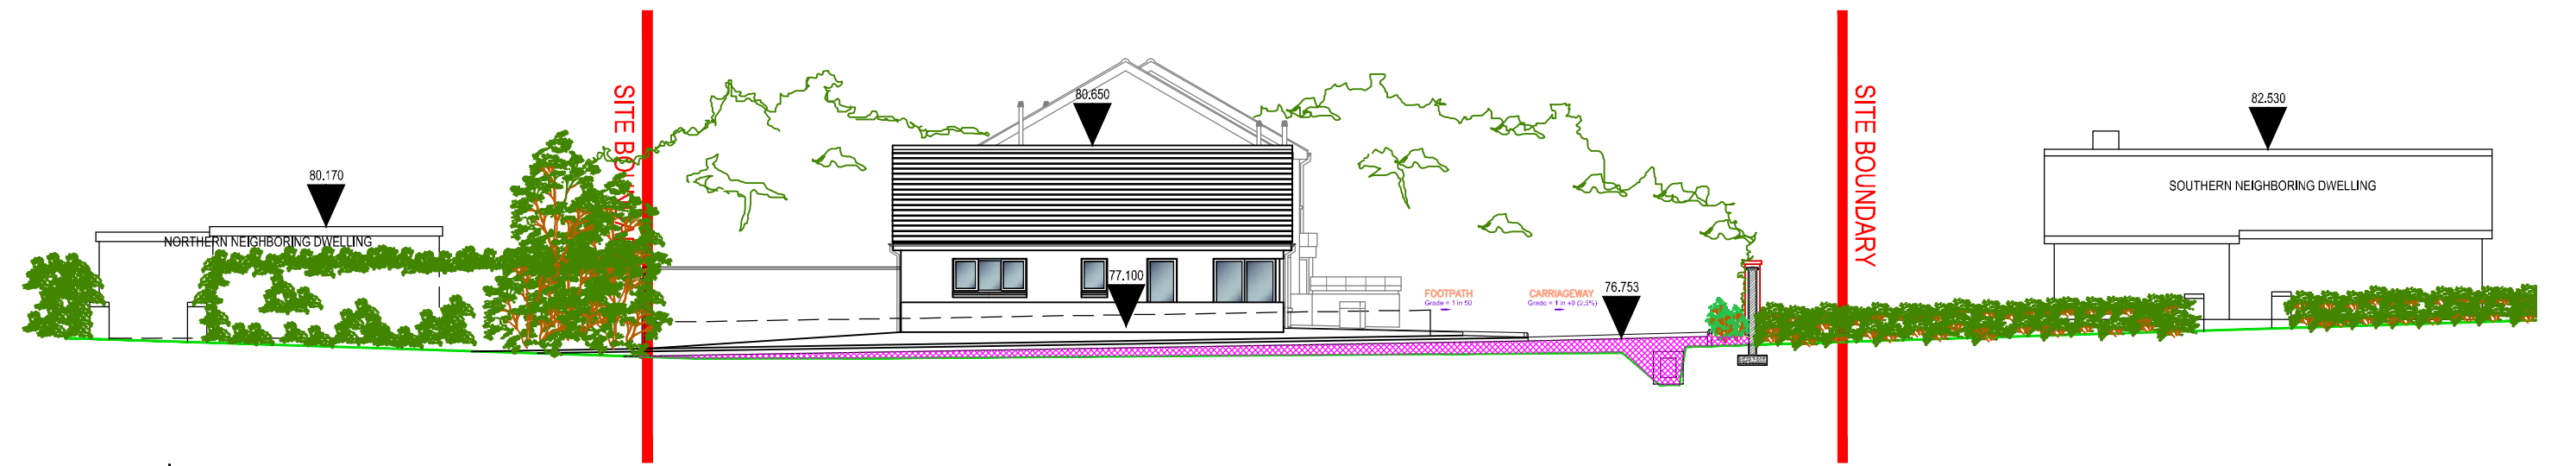 SITE BOUNDARY
80.650
SITE BOUNDARY
82.530
80.170
SOUTHERN NEIGHBORING DWELLING
NORTHERN NEIGHBORING DWELLING
77.100
FOOTPATH
Grade = 1 in 50
CARRIAGEWAY
Grade = 1 in 40 (2.5%)
76.753